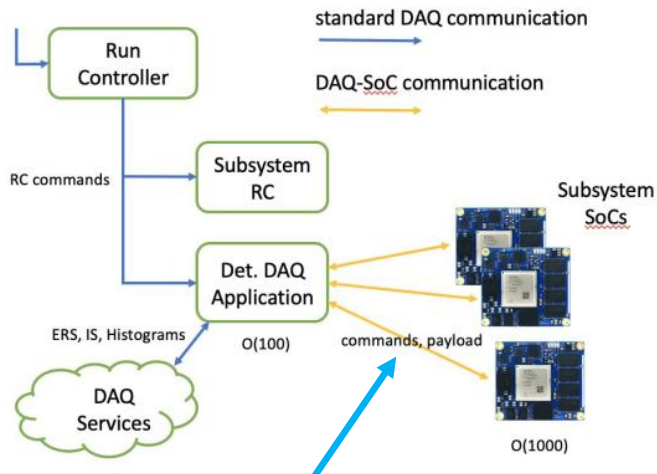 standard DAQ communication
Run
Controller
DAQ-SoC communication
RC commands
Subsystem
RC
Subsystem
SoCs
Det. DAQ
Application
ERS, IS, Histograms
O(100)
commands, payload
DAQ
Services
O(1000)